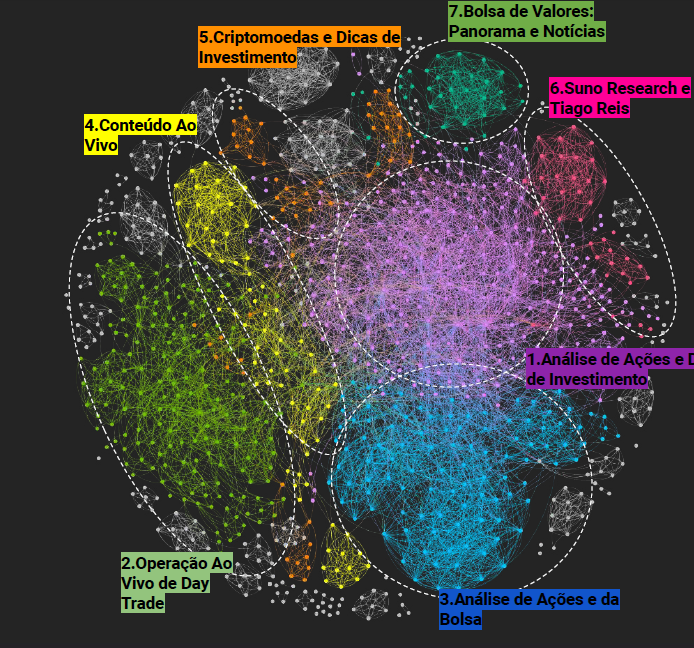 7.Bolsa de Valores:
Panorama e Notícias
5.Criptomoedas e Dicas de
Investimento
6.Suno Research e
Tiago Reis
4.Conteúdo Ao
Vivo
1.Análise de Ações e D
de Investimento
2.Operação Ao
Vivo de Day
Trade
3.Análise de Ações e da
Bolsa